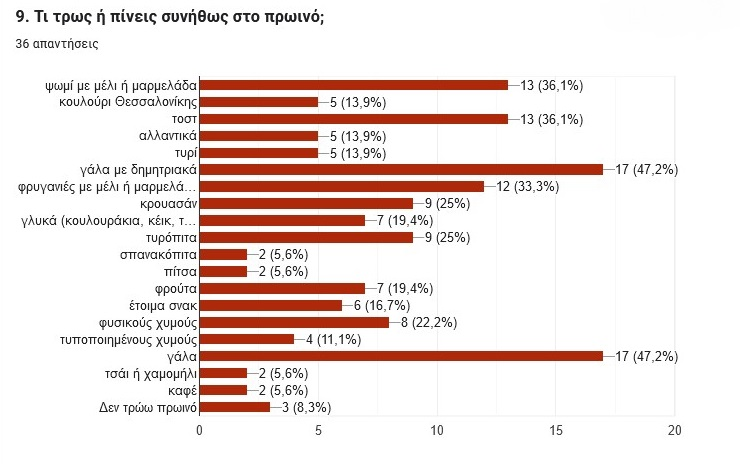 9. Τι τρως ή πίνεις συνήθως στο πρωινό;
36 απαντήσεις
ψωμί με μέλι ή μαρμελάδα 13 (36,1%)
κουλούρι Θεσσαλονίκης 5 (13,9%)
τοστ 13 (36,1%)
αλλαντικά 5 (13,9%)
τυρί 5 (13,9%)
γάλα με δημητριακά 17 (47,2%)
φρυγανιές με μέλι ή μαρμελά… 12 (33,3%)
κρουασάν 9 (25%)
γλυκά (κουλουράκια, κέικ, τ… 7 (19,4%)
τυρόπιτα 9 (25%)
σπανακόπιτα 2 (5,6%)
πίτσα 2 (5,6%)
φρούτα 7 (19,4%)
έτοιμα σνακ 6 (16,7%)
φυσικούς χυμούς 8 (22,2%)
τυποποιημένους χυμούς 4 (11,1%)
γάλα 17 (47,2%)
τσάι ή χαμομήλι 2 (5,6%)
καφέ 2 (5,6%)
Δεν τρώω πρωινό 3 (8,3%)
0 5 10 15 20